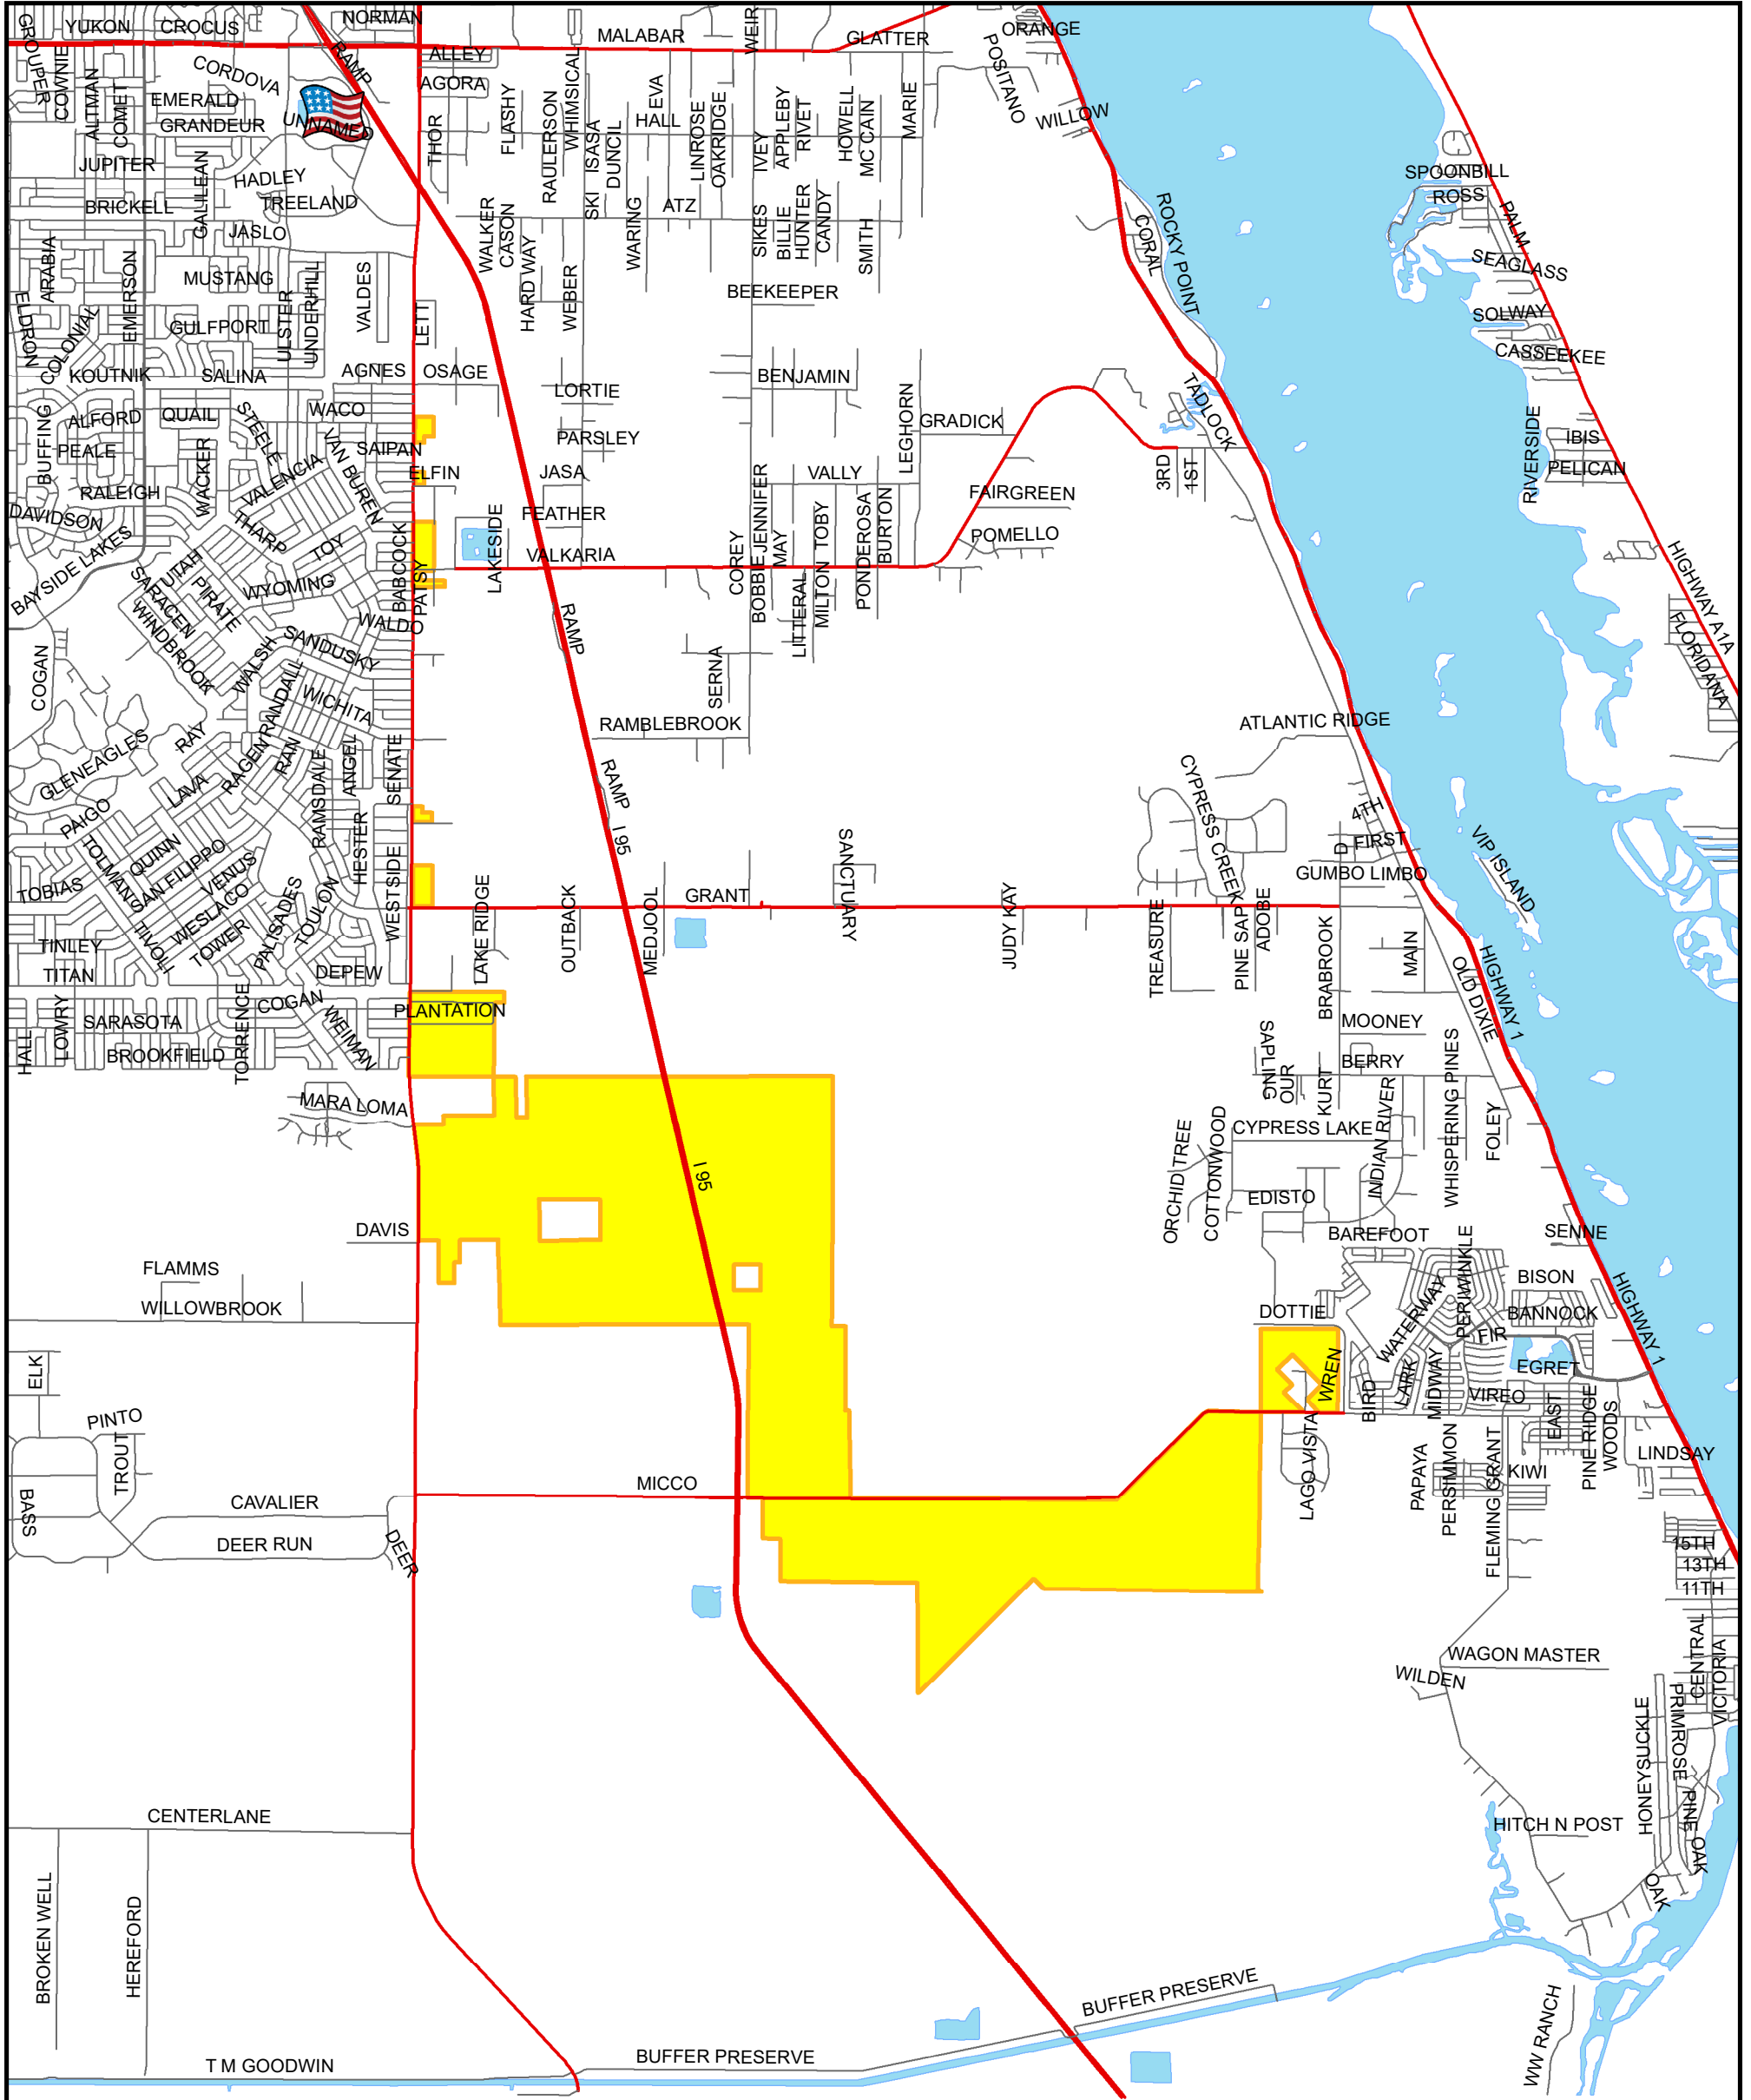 NORMAN
YUKON
CROCUS
GROUPER
COWNIE
ALTMAN
COMET
CORDOVA
RAMP
ALLEY
AGORA
MALABAR
WEIR
GLATTER
ORANGE
POSITANO
WILLOW
EMERALD
GRANDEUR
UNNAMED
THOR
FLASHY
RAULERSON
WHIMSICAL
ISASA
DUNCIL
EVA
HALL
LINROSE
OAKRIDGE
IVEY
APPLEBY
RIVET
HOWELL
MC CAIN
MARIE
JUPITER
GALILEAN
HADLEY
TREELAND
BRICKELL
JASLO
SKI
ATZ
WALKER
CASON
HARDWAY
WEBER
WARING
SIKES
BILLIE
HUNTER
CANDY
SMITH
CORAL
ROCKY POINT
SPOONBILL
ROSS
PALM
SEAGLASS
SOLWAY
CASSEEKEE
ARABIA
ELDRON
COLONIAL
EMERSON
MUSTANG
GULFPORT
ULSTER
UNDERHILL
VALDES
LETT
BEEKEEPER
KOUTNIK
SALINA
AGNES
OSAGE
LORTIE
BENJAMIN
LEGHORN
GRADICK
TADLOCK
BUFFING
ALFORD
QUAIL
STEELE
WACO
SAIPAN
PEALE
WACKER
VALENCIA
VAN BUREN
ELFIN
PARSLEY
JASA
VALLY
3RD
1ST
RIVERSIDE
IBIS
PELICAN
RALEIGH
DAVIDSON
BAYSIDE LAKES
THARP
TOY
BABCOCK
PATSY
LAKESIDE
FEATHER
VALKARIA
COREY
BOBBIE
JENNIFER
MAY
LITTERAL
MILTON
TOBY
PONDEROSA
BURTON
FAIRGREEN
POMELLO
HIGHWAY A1A
FLORIDANA
UTAH
SARACEN
PIRATE
WINDBROOK
WYOMING
WALDO
SANDUSKY
WALSH
RANDALL
WICHITA
COGAN
RAMP
SERNA
RAMBLEBROOK
ATLANTIC RIDGE
GLENEAGLES
RAY
LAVA
RAGEN
RAN
RAMSDALE
ANGEL
SENATE
RAMP
I 95
CYPRESS CREEK
4TH
D
FIRST
GUMBO LIMBO
VIP ISLAND
PAIGO
TOLMAN
QUINN
SAN FILIPPO
VENUS
HESTER
TOBIAS
WESLACO
TIVOLI
TOWER
PALISADES
TOULON
WESTSIDE
TINLEY
TITAN
DEPEW
LAKE RIDGE
OUTBACK
MEDJOOL
GRANT
SANCTUARY
JUDY KAY
TREASURE
PINE SAP
ADOBE
BRABROOK
MAIN
OLD DIXIE
HIGHWAY 1
HALL
LOWRY
SARASOTA
BROOKFIELD
TORRENCE
COGAN
WEIMAN
PLANTATION
MARA LOMA
MOONEY
BERRY
SAPLING
OUR
KURT
INDIAN RIVER
WHISPERING PINES
FOLEY
CYPRESS LAKE
ORCHID TREE
COTTONWOOD
EDISTO
BAREFOOT
I 95
DAVIS
FLAMMS
WILLOWBROOK
SENNE
BISON
BANNOCK
HIGHWAY 1
PERIWINKLE
WATERWAY
FIR
DOTTIE
WREN
BIRD
LARK
MIDWAY
VIREO
EGRET
EAST
PINE RIDGE
WOODS
ELK
PINTO
TROUT
BASS
CAVALIER
DEER RUN
DEER
MICCO
LAGO VISTA
PAPAYA
PERSIMMON
FLEMING GRANT
KIWI
LINDSAY
15TH
13TH
11TH
WAGON MASTER
WILDEN
CENTRAL
VICTORIA
HONEYSUCKLE
PRIMROSE
PINE
OAK
HITCH N POST
OAK
CENTERLANE
BROKEN WELL
HEREFORD
T M GOODWIN
BUFFER PRESERVE
BUFFER PRESERVE
WW RANCH